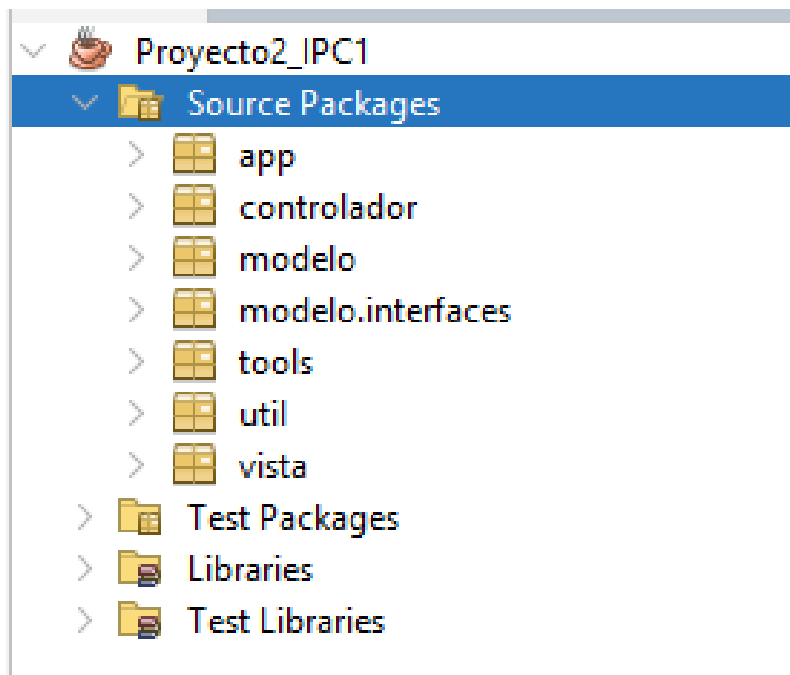 Proyecto2_IPC1
Source Packages
app
controlador
modelo
modelo.interfaces
tools
util
vista
Test Packages
Libraries
Test Libraries